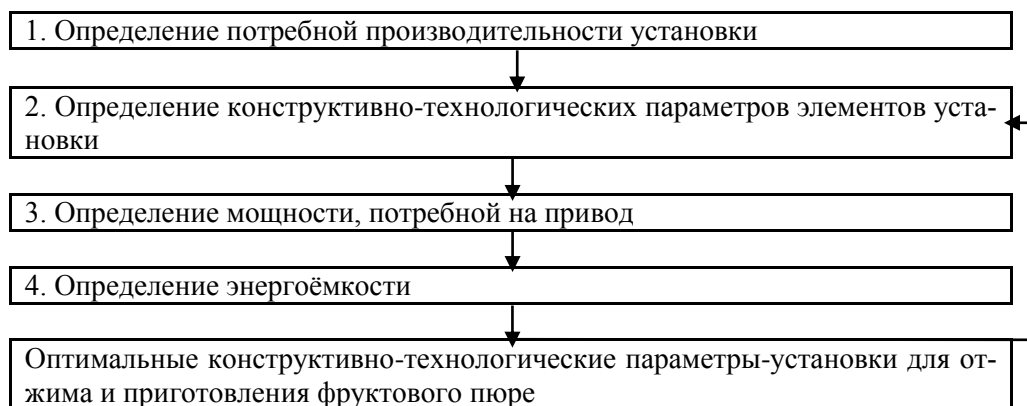 1. Определение потребной производительности установки
2. Определение конструктивно-технологических параметров элементов уста-
новки
3. Определение мощности, потребной на привод
4. Определение энергоёмкости
Оптимальные конструктивно-технологические параметры-установки для от-
жима и приготовления фруктового пюре